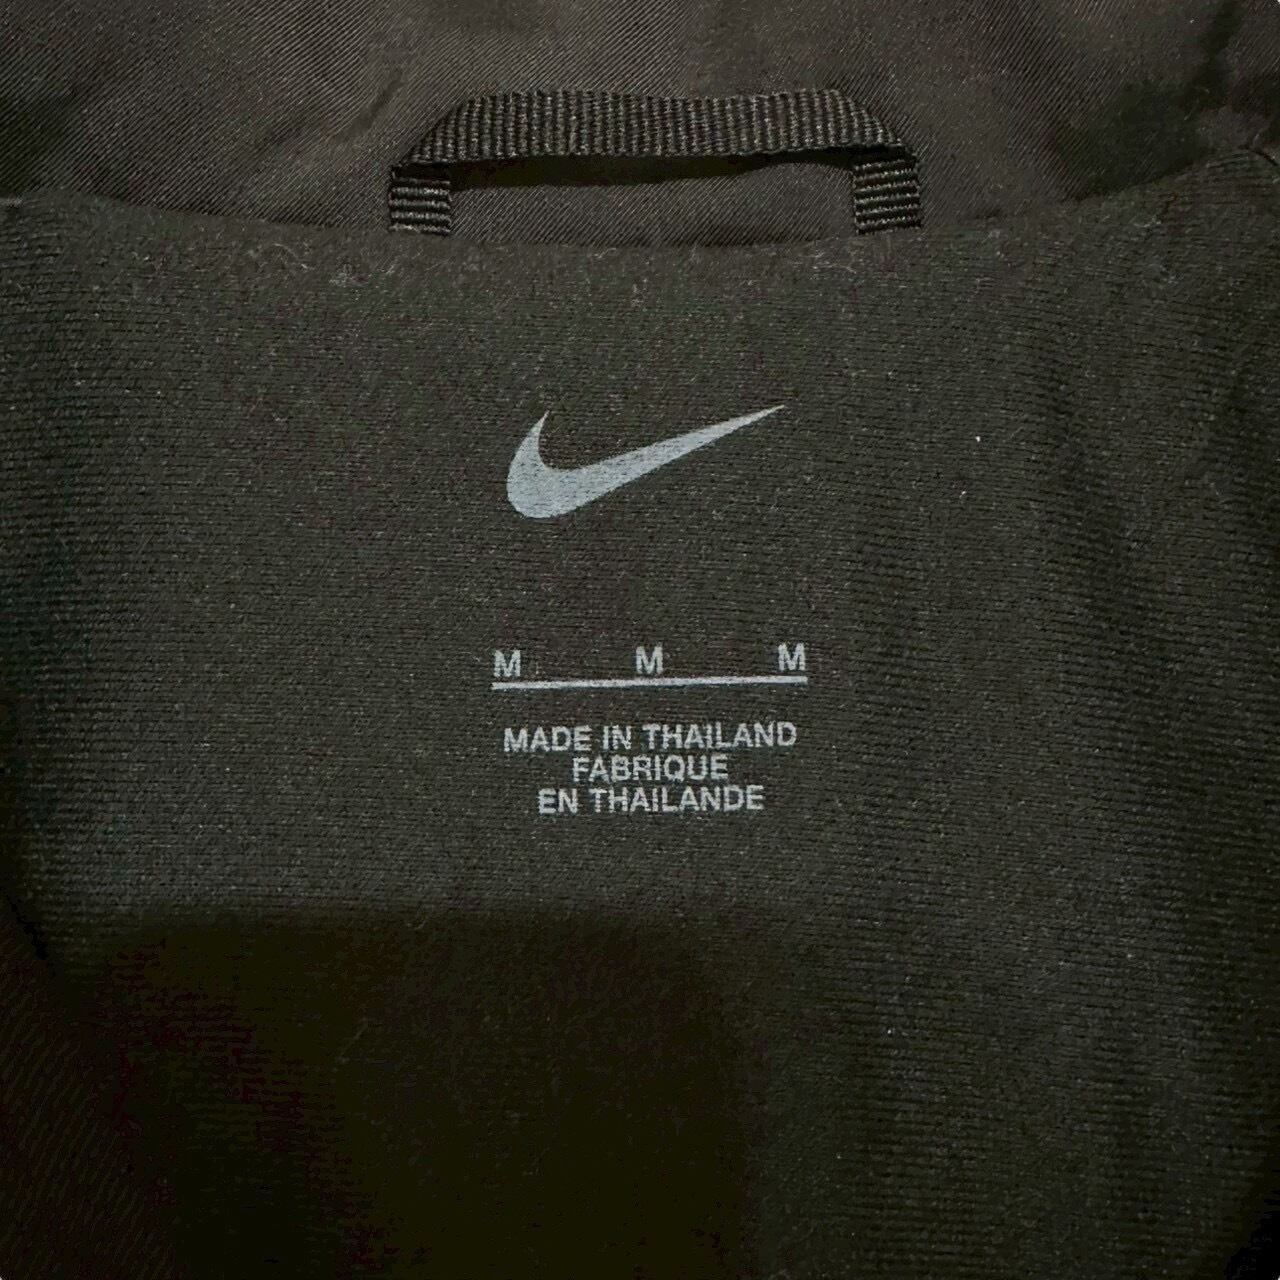 M M M
MADE IN THAILAND
FABRIQUE
EN THAILANDE